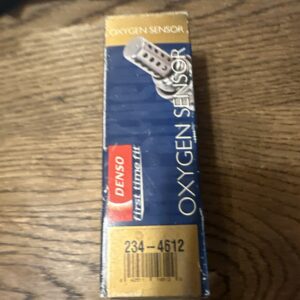 OXYGEN SENSOR
OXYGEN SENSOR
DENSO
first time fit
234-4612